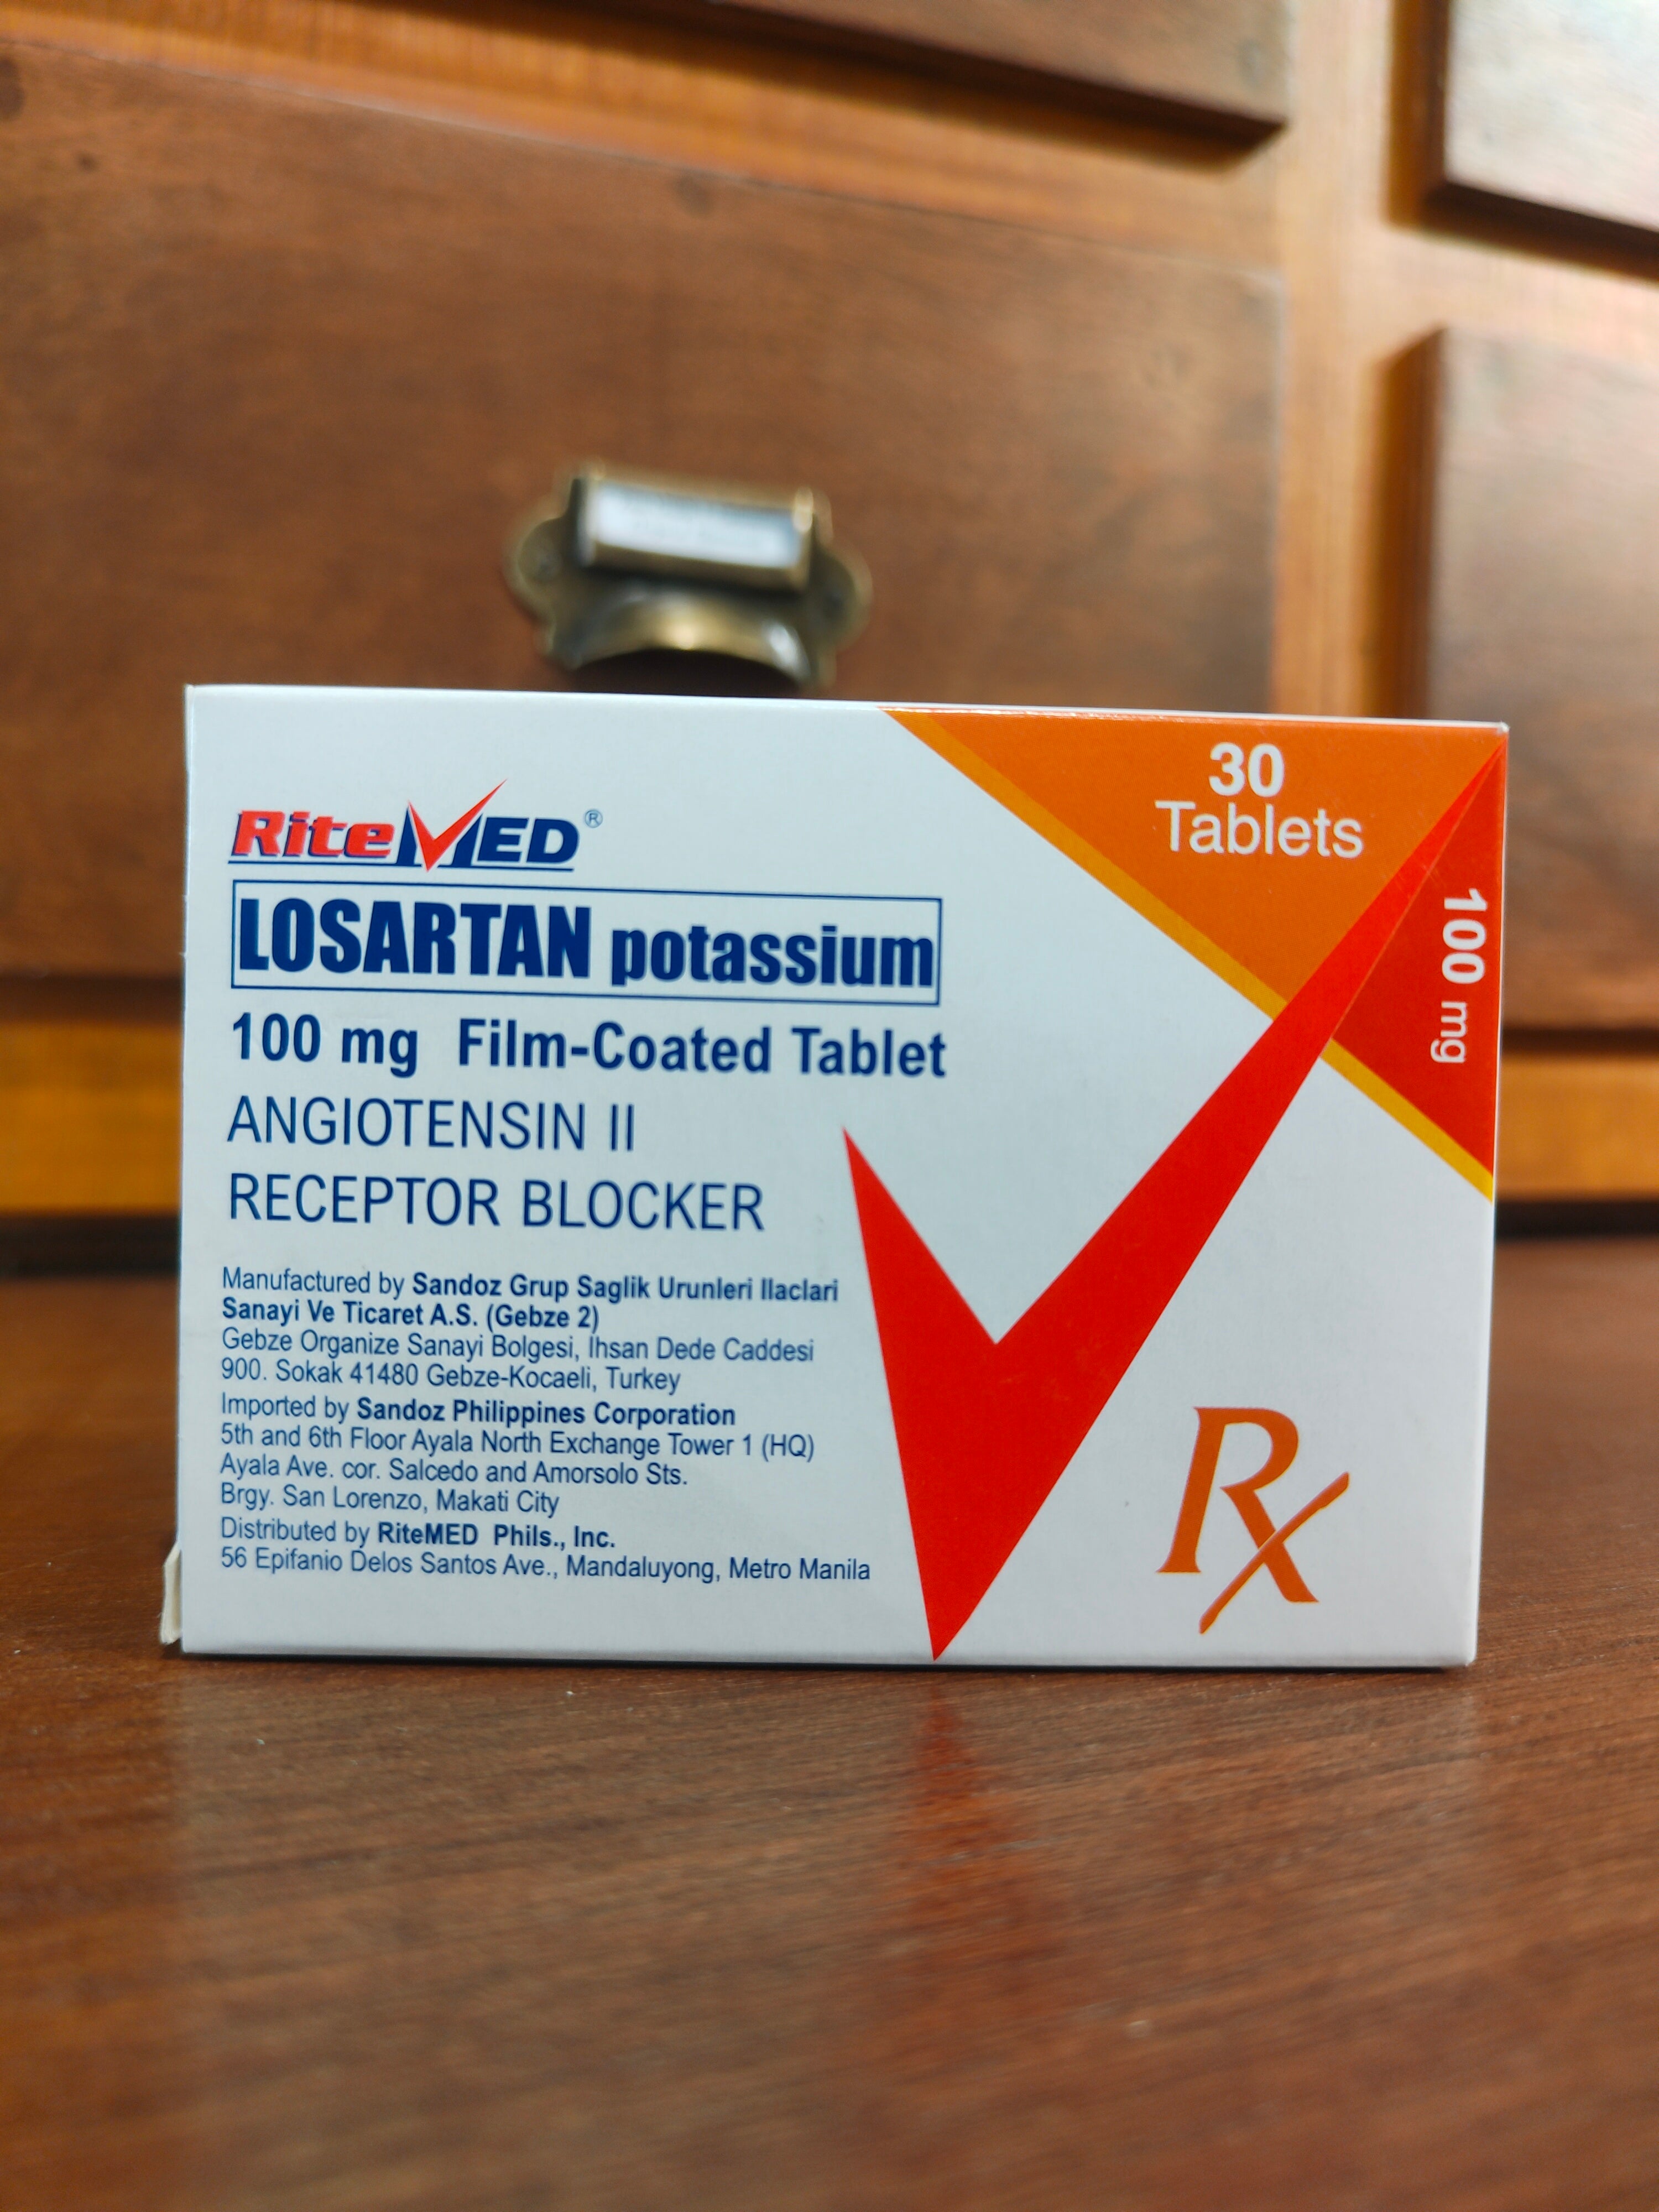 RiteMED®
LOSARTAN potassium
100 mg Film-Coated Tablet
ANGIOTENSIN II
RECEPTOR BLOCKER
Manufactured by Sandoz Grup Saglik Urunleri Ilaclari
Sanayi Ve Ticaret A.S. (Gebze 2)
Gebze Organize Sanayi Bolgesi, Ihsan Dede Caddesi
900. Sokak 41480 Gebze-Kocaeli, Turkey
Imported by Sandoz Philippines Corporation
5th and 6th Floor Ayala North Exchange Tower 1 (HQ)
Ayala Ave. cor. Salcedo and Amorsolo Sts.
Brgy. San Lorenzo, Makati City
Distributed by RiteMED Phils., Inc.
56 Epifanio Delos Santos Ave., Mandaluyong, Metro Manila
30
Tablets
100 mg
Rx